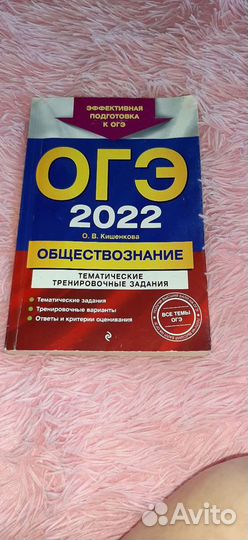 ЭФФЕКТИВНАЯ
ПОДГОТОВКА
К ОГЭ
ОГЭ
2022
О. В. Кишенкова
ОБЩЕСТВОЗНАНИЕ
ТЕМАТИЧЕСКИЕ
ТРЕНИРОВОЧНЫЕ ЗАДАНИЯ
Тематические задания
Тренировочные варианты
Ответы и критерии оценивания
ВСЕ ТЕМЫ
ОГЭ
Avito